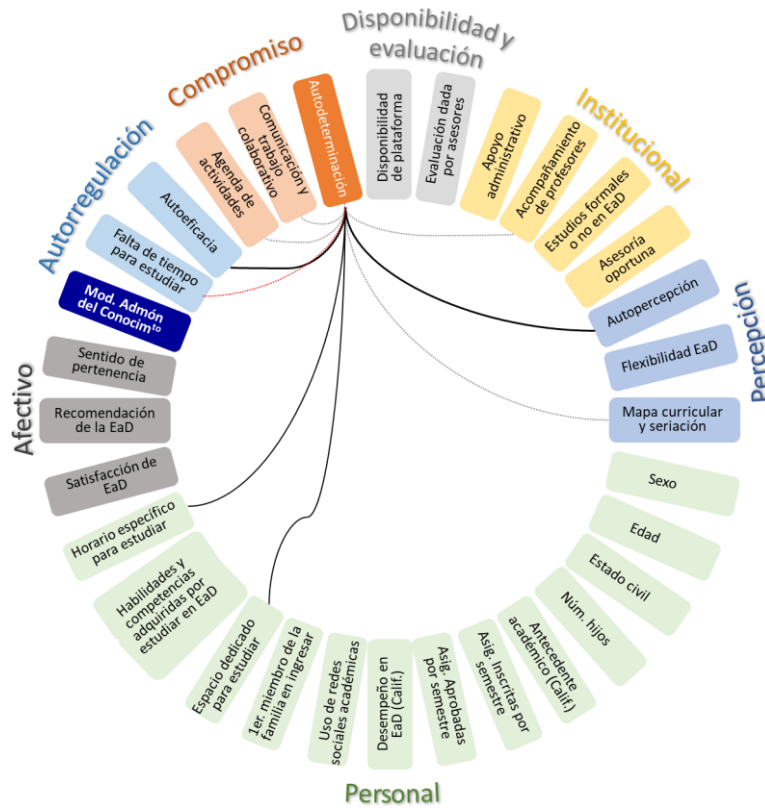 Disponibilidad y
evaluación
Disponibilidad
de plataforma
Evaluación dada
por asesores
Institucional
Apoyo
administrativo
Acompañamiento
de profesores
Estudios formales
o no en EaD
Asesoría
oportuna
Percepción
Autopercepción
Flexibilidad EaD
Mapa curricular
y seriación
Sexo
Edad
Estado civil
Núm. hijos
Antecedente
académico (Calif.)
Asig. Inscritas por
semestre
Asig. Aprobadas
por semestre
Desempeño en
EaD (Calif.)
Uso de redes
sociales académicas
1er. miembro de la
familia en ingresar
Espacio dedicado
para estudiar
Habilidades y
competencias
adquiridas por
estudiar en EaD
Horario específico
para estudiar
Personal
Afectivo
Satisfacción de
EaD
Recomendación
de la EaD
Sentido de
pertenencia
Mod. Admón
del Conocimᵗᵒ
Autorregulación
Falta de tiempo
para estudiar
Autoeficacia
Compromiso
Agenda de
actividades
Comunicación y
trabajo
colaborativo
Autodeterminación